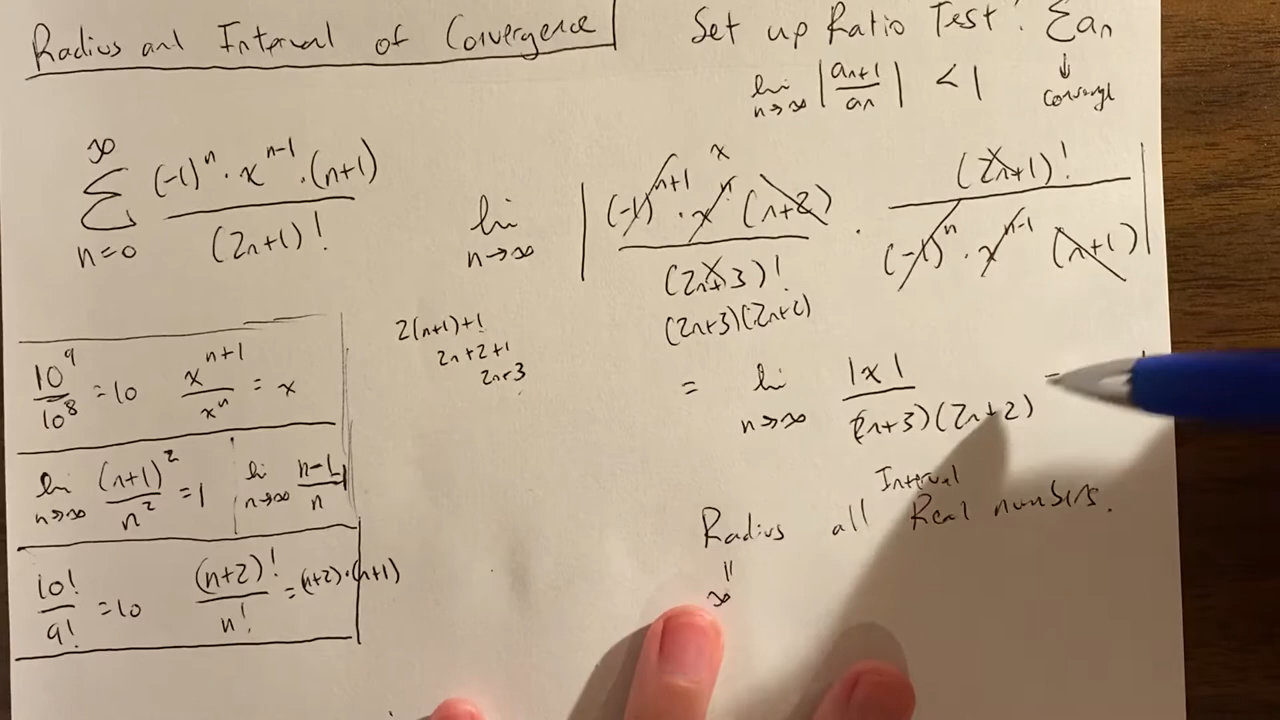 Radius and Interval of Convergence
Set up Ratio Test: Σan
lim n→∞ |an+1/an| < 1
↓
converge
∞
Σ (-1)^n · x^(n-1) · (n+1) / (2n+1)!
n=0
lim n→∞ | (-1)^(n+1) · x^n (n+2) / (2n+3)! · (2n+1)! / (-1)^n · x^(n-1) (n+1) |
x
(2n+3)(2n+2)
2(n+1)+1
2n+2+1
2n+3
= lim n→∞ |x| / (2n+3)(2n+2)
10^9/10^8 = 10
x^(n+1)/x^n = x
lim n→∞ (n+1)^2/n^2 = 1
lim n→∞ n-1/n
10!/9! = 10
(n+2)!/n! = (n+2)·(n+1)
Interval
Radius all Real numbers.
=
∞